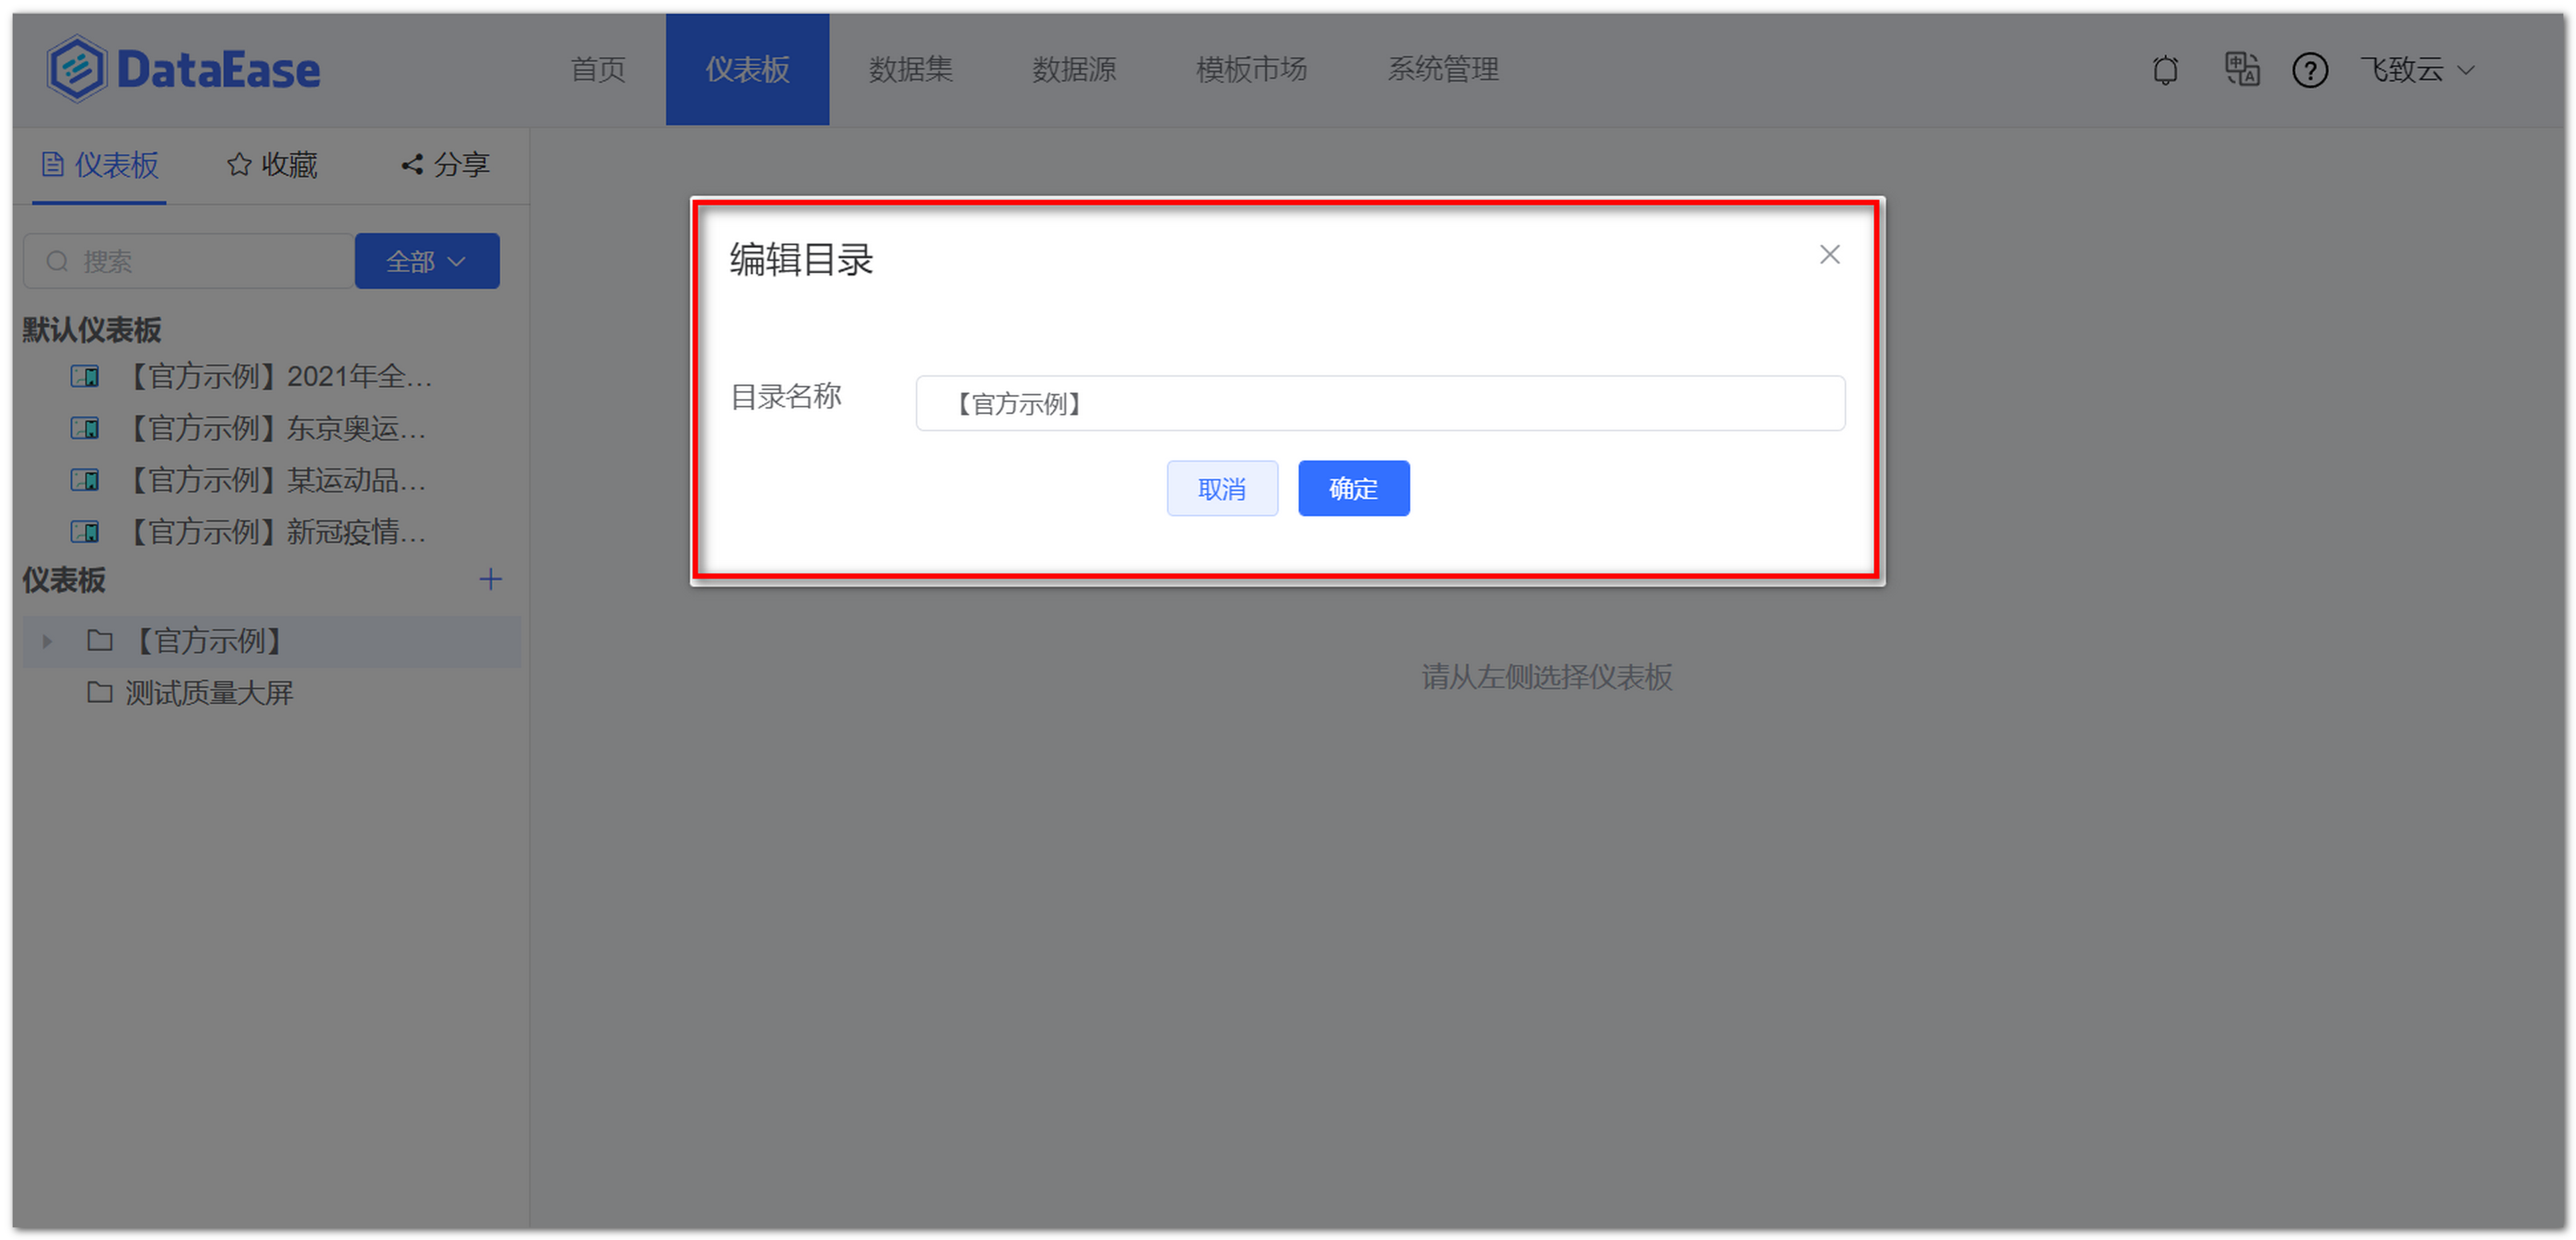 DataEase 首页 仪表板 数据集 数据源 模板市场 系统管理 中 A ? 飞致云
仪表板 收藏 分享
搜索 全部
默认仪表板
【官方示例】2021年全...
【官方示例】东京奥运...
【官方示例】某运动品...
【官方示例】新冠疫情...
仪表板
【官方示例】
测试质量大屏
编辑目录
目录名称 【官方示例】
取消 确定
请从左侧选择仪表板